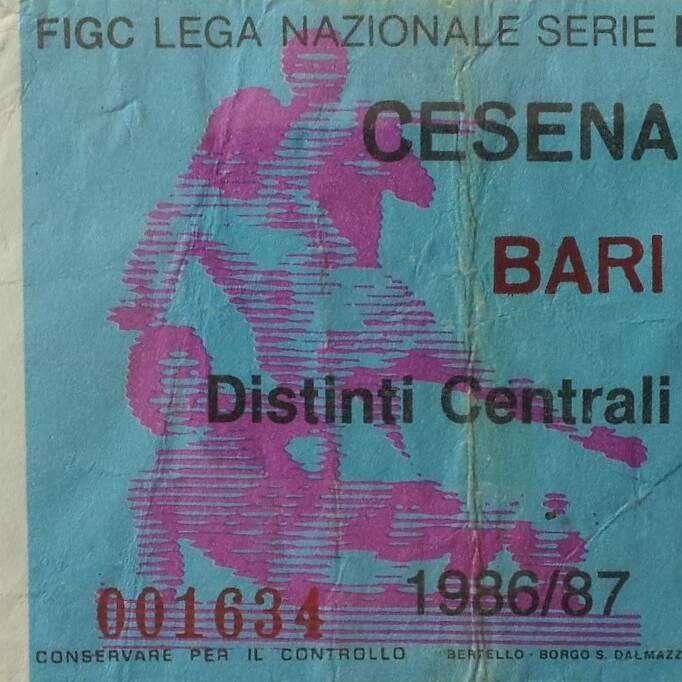 FIGC LEGA NAZIONALE SERIE
CESENA
BARI
Distinti Centrali
1986/87
001634
CONSERVARE PER IL CONTROLLO BERTELLO - BORGO S. DALMAZZ